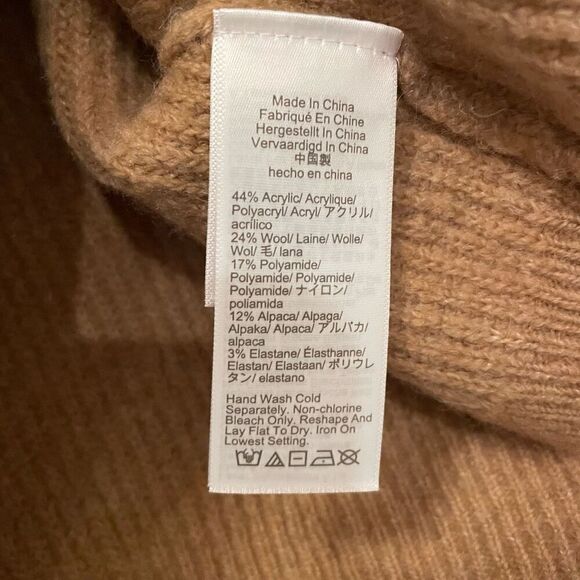 Made In China
Fabriqué En Chine
Hergestellt In China
Vervaardigd In China
中国製
hecho en china
44% Acrylic/ Acrylique/
Polyacryl/ Acryl/ アクリル/
acrílico
24% Wool/ Laine/ Wolle/
Wol/ 毛/ lana
17% Polyamide/
Polyamide/ Polyamide/
Polyamide/ ナイロン/
poliamida
12% Alpaca/ Alpaga/
Alpaka/ Alpaca/ アルパカ/
alpaca
3% Elastane/ Élasthanne/
Elastan/ Elastaan/ ポリウレ
タン/ elastano
Hand Wash Cold
Separately. Non-chlorine
Bleach Only. Reshape And
Lay Flat To Dry. Iron On
Lowest Setting.